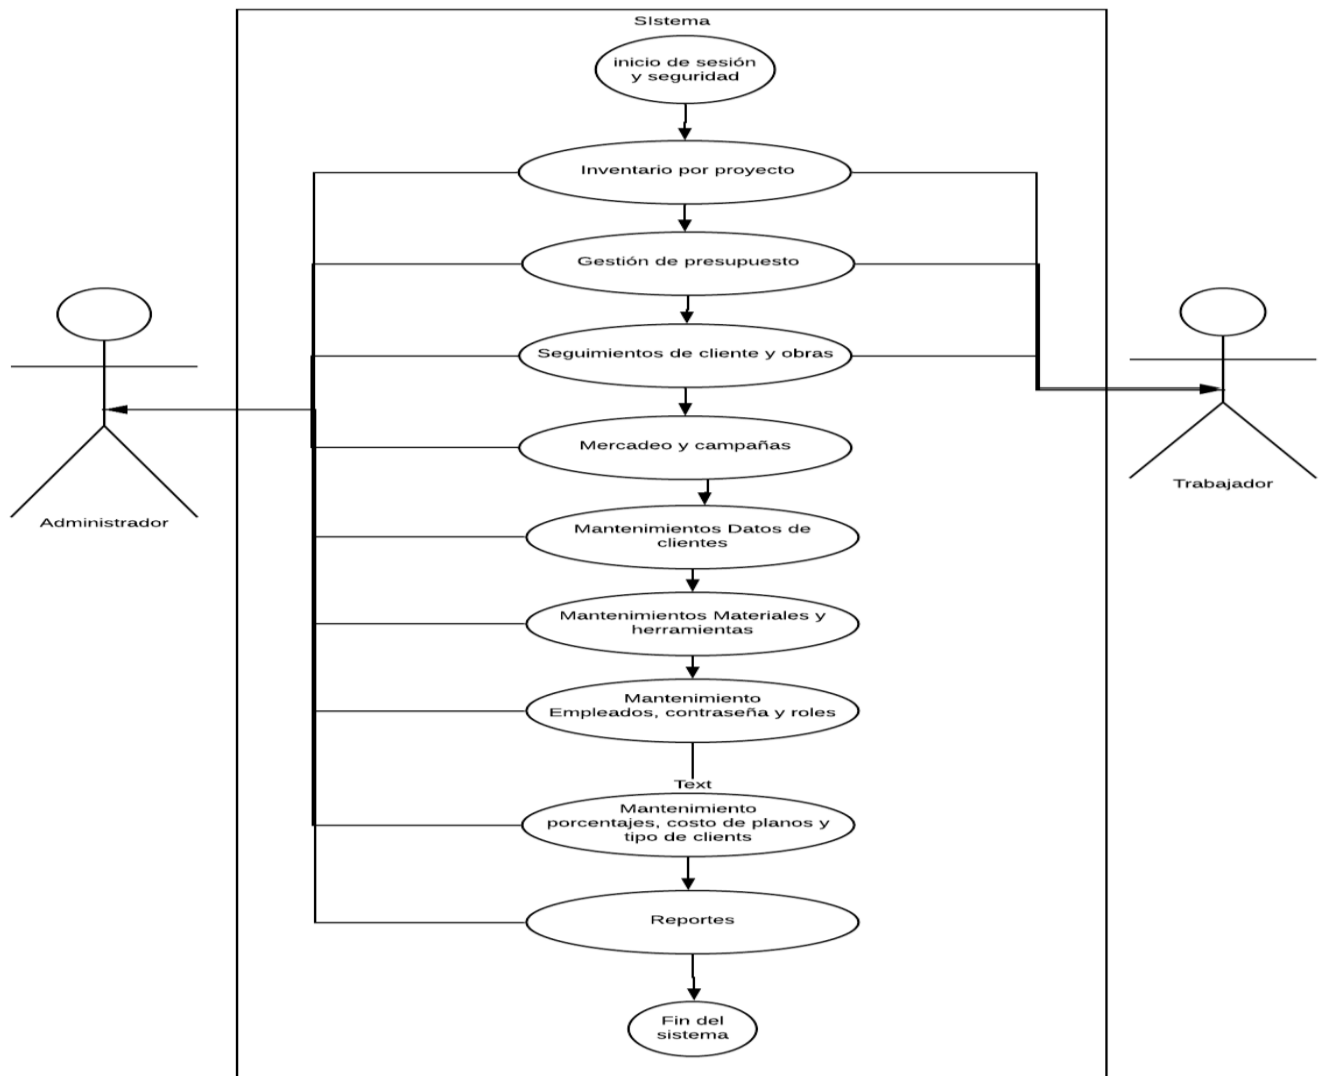 SIstema
inicio de sesión
y seguridad
Inventario por proyecto
Gestión de presupuesto
Seguimientos de cliente y obras
Mercadeo y campañas
Administrador
Trabajador
Mantenimientos Datos de
clientes
Mantenimientos Materiales y
herramientas
Mantenimiento
Empleados, contraseña y roles
Text
Mantenimiento
porcentajes, costo de planos y
tipo de clients
Reportes
Fin del
sistema